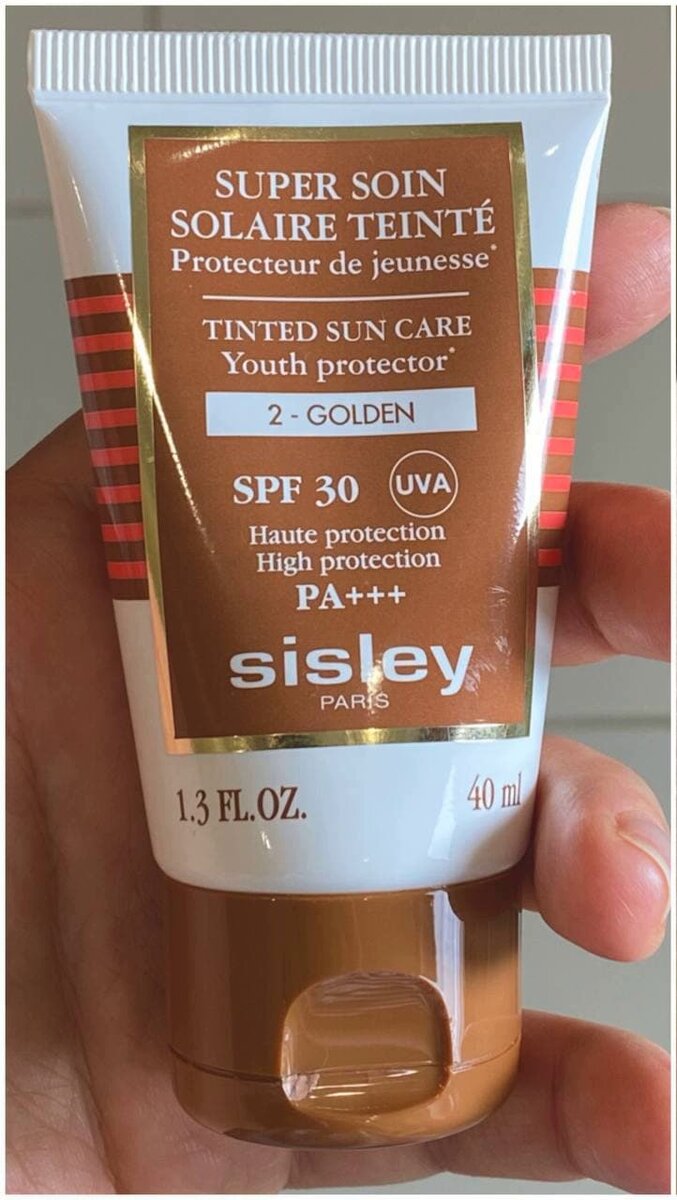 SUPER SOIN
SOLAIRE TEINTÉ
Protecteur de jeunesse*
TINTED SUN CARE
Youth protector*
2 - GOLDEN
SPF 30 UVA
Haute protection
High protection
PA+++
sisley
PARIS
1.3 FL.OZ. 40 ml